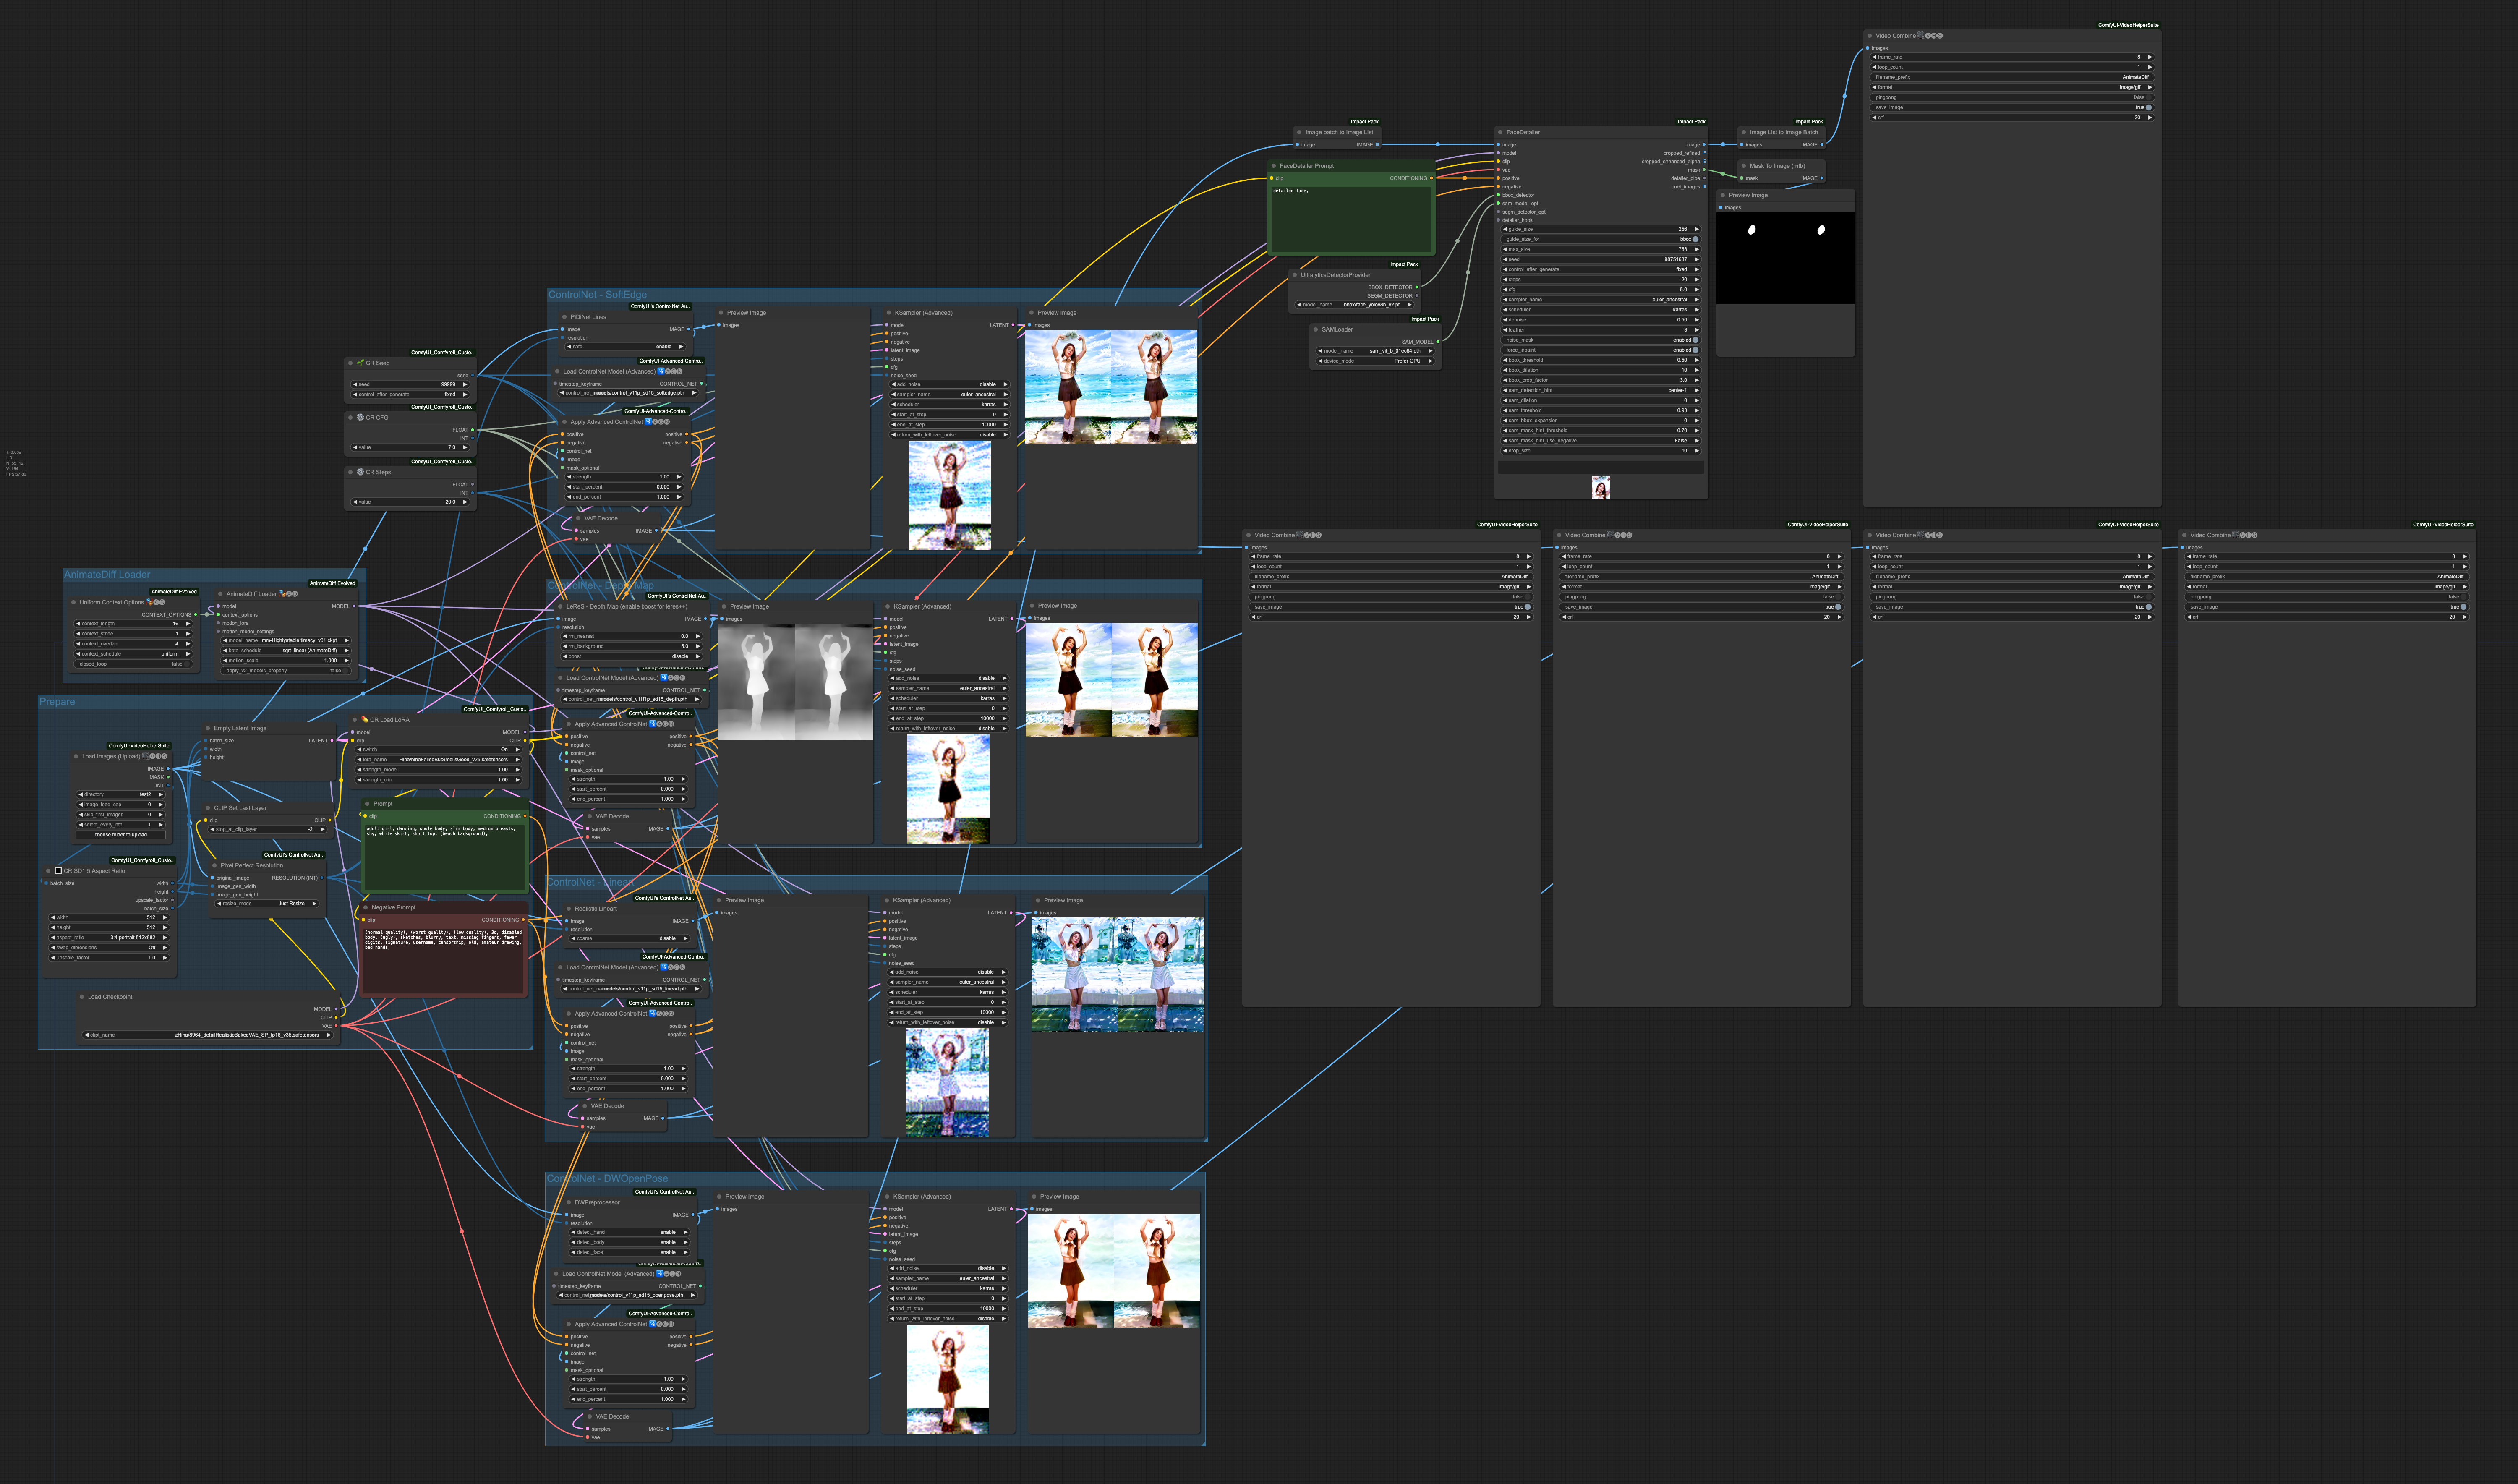 ComfyUI-VideoHelperSuite
Video Combine
images
frame_rate 8
loop_count 1
filename_prefix AnimateDiff
format image/gif
pingpong false
save_image true
crf 20
Impact Pack
Image batch to Image List
image IMAGE
FaceDetailer Prompt
clip CONDITIONING
detailed face,
Impact Pack
UltralyticsDetectorProvider
BBOX_DETECTOR
SEGM_DETECTOR
model_name bbox/face_yolov8n_v2.pt
Impact Pack
SAMLoader
SAM_MODEL
model_name sam_vit_b_01ec64.pth
device_mode Prefer GPU
Impact Pack
FaceDetailer
image image
model cropped_refined
clip cropped_enhanced_alpha
vae mask
positive detailer_pipe
negative cnet_images
bbox_detector
sam_model_opt
segm_detector_opt
detailer_hook
guide_size 256
guide_size_for bbox
max_size 768
seed 98751637
control_after_generate fixed
steps 20
cfg 5.0
sampler_name euler_ancestral
scheduler karras
denoise 0.50
feather 3
noise_mask enabled
force_inpaint enabled
bbox_threshold 0.50
bbox_dilation 10
bbox_crop_factor 3.0
sam_detection_hint center-1
sam_dilation 0
sam_threshold 0.93
sam_bbox_expansion 0
sam_mask_hint_threshold 0.70
sam_mask_hint_use_negative False
drop_size 10
Impact Pack
Image List to Image Batch
images IMAGE
Mask To Image (mtb)
mask IMAGE
Preview Image
images
ControlNet - SoftEdge
ComfyUI's ControlNet Au..
PiDiNet Lines
image IMAGE
resolution
safe enable
ComfyUI-Advanced-Contro..
Load ControlNet Model (Advanced)
timestep_keyframe CONTROL_NET
models/control_v11p_sd15_softedge.pth
ComfyUI-Advanced-Contro..
Apply Advanced ControlNet
positive positive
negative negative
control_net
image
mask_optional
strength 1.00
start_percent 0.000
end_percent 1.000
VAE Decode
samples IMAGE
vae
Preview Image
images
KSampler (Advanced)
model LATENT
positive
negative
latent_image
steps
cfg
noise_seed
add_noise disable
sampler_name euler_ancestral
scheduler karras
start_at_step 0
end_at_step 10000
return_with_leftover_noise disable
Preview Image
images
ComfyUI_Comfyroll_Custo..
CR Seed
seed
seed 99999
control_after_generate fixed
ComfyUI_Comfyroll_Custo..
CR CFG
FLOAT
INT
value 7.0
ComfyUI_Comfyroll_Custo..
CR Steps
FLOAT
INT
value 20.0
AnimateDiff Loader
AnimateDiff Evolved
Uniform Context Options
CONTEXT_OPTIONS
context_length 16
context_stride 1
context_overlap 4
context_schedule uniform
closed_loop false
AnimateDiff Evolved
AnimateDiff Loader
model MODEL
context_options
motion_lora
motion_model_settings
model_name mm-Highlystabletitimacy_v01.ckpt
beta_schedule sqrt_linear (AnimateDiff)
motion_scale 1.000
apply_v2_models_properly false
ControlNet - Depth Map
ComfyUI's ControlNet Au..
LeReS - Depth Map (enable boost for leres++)
image IMAGE
resolution
rm_nearest 0.0
rm_background 5.0
boost disable
Load ControlNet Model (Advanced)
timestep_keyframe CONTROL_NET
models/control_v11f1p_sd15_depth.pth
ComfyUI-Advanced-Contro..
Apply Advanced ControlNet
positive positive
negative negative
control_net
image
mask_optional
strength 1.00
start_percent 0.000
end_percent 1.000
VAE Decode
samples IMAGE
vae
Preview Image
images
KSampler (Advanced)
model LATENT
positive
negative
latent_image
cfg
steps
noise_seed
add_noise disable
sampler_name euler_ancestral
scheduler karras
start_at_step 0
end_at_step 10000
return_with_leftover_noise disable
Preview Image
images
ComfyUI-VideoHelperSuite
Video Combine
images
frame_rate 8
loop_count 1
filename_prefix AnimateDiff
format image/gif
pingpong false
save_image true
crf 20
ComfyUI-VideoHelperSuite
Video Combine
images
frame_rate 8
loop_count 1
filename_prefix AnimateDiff
format image/gif
pingpong false
save_image true
crf 20
ComfyUI-VideoHelperSuite
Video Combine
images
frame_rate 8
loop_count 1
filename_prefix AnimateDiff
format image/gif
pingpong false
save_image true
crf 20
ComfyUI-VideoHelperSuite
Video Combine
images
frame_rate 8
loop_count 1
filename_prefix AnimateDiff
format image/gif
pingpong false
save_image true
crf 20
Prepare
Empty Latent Image
batch_size LATENT
width
height
ComfyUI-VideoHelperSuite
Load Images (Upload)
IMAGE
MASK
INT
directory test2
image_load_cap 0
skip_first_images 0
select_every_nth 1
choose folder to upload
ComfyUI_Comfyroll_Custo..
CR Load LoRA
model MODEL
clip CLIP
switch On
lora_name Hina/NinaFailedButSmellsGood_v25.safetensors
strength_model 1.00
strength_clip 1.00
CLIP Set Last Layer
clip CLIP
stop_at_clip_layer -2
Prompt
clip CONDITIONING
adult girl, dancing, whole body, slim body, medium breasts,
shy, white skirt, short top, (beach background),
ComfyUI_Comfyroll_Custo..
CR SD1.5 Aspect Ratio
batch_size width
height
upscale_factor
batch_size
width 512
height 512
aspect_ratio 3:4 portrait 512x682
swap_dimensions Off
upscale_factor 1.0
ComfyUI's ControlNet Au..
Pixel Perfect Resolution
original_image RESOLUTION (INT)
image_gen_width
image_gen_height
resize_mode Just Resize
Negative Prompt
clip CONDITIONING
(normal quality), (worst quality), (low quality), 3d, disabled
body, (ugly), sketches, blurry, text, missing fingers, fewer
digits, signature, username, censorship, old, amateur drawing,
bad hands,
Load Checkpoint
MODEL
CLIP
VAE
ckpt_name zHina/8964_detailRealisticBakedVAE_SP_fp16_v35.safetensors
ControlNet - Lineart
ComfyUI's ControlNet Au..
Realistic Lineart
image IMAGE
resolution
coarse disable
ComfyUI-Advanced-Contro..
Load ControlNet Model (Advanced)
timestep_keyframe CONTROL_NET
models/control_v11p_sd15_lineart.pth
ComfyUI-Advanced-Contro..
Apply Advanced ControlNet
positive positive
negative negative
control_net
image
mask_optional
strength 1.00
start_percent 0.000
end_percent 1.000
VAE Decode
samples IMAGE
vae
Preview Image
images
KSampler (Advanced)
model LATENT
positive
negative
latent_image
steps
cfg
noise_seed
add_noise disable
sampler_name euler_ancestral
scheduler karras
start_at_step 0
end_at_step 10000
return_with_leftover_noise disable
Preview Image
images
ControlNet - DWOpenPose
ComfyUI's ControlNet Au..
DWPreprocessor
image IMAGE
resolution
detect_hand enable
detect_body enable
detect_face enable
Load ControlNet Model (Advanced)
timestep_keyframe CONTROL_NET
models/control_v11p_sd15_openpose.pth
ComfyUI-Advanced-Contro..
Apply Advanced ControlNet
positive positive
negative negative
control_net
image
mask_optional
strength 1.00
start_percent 0.000
end_percent 1.000
VAE Decode
samples IMAGE
vae
Preview Image
images
KSampler (Advanced)
model LATENT
positive
negative
latent_image
steps
cfg
noise_seed
add_noise disable
sampler_name euler_ancestral
scheduler karras
start_at_step 0
end_at_step 10000
return_with_leftover_noise disable
Preview Image
images